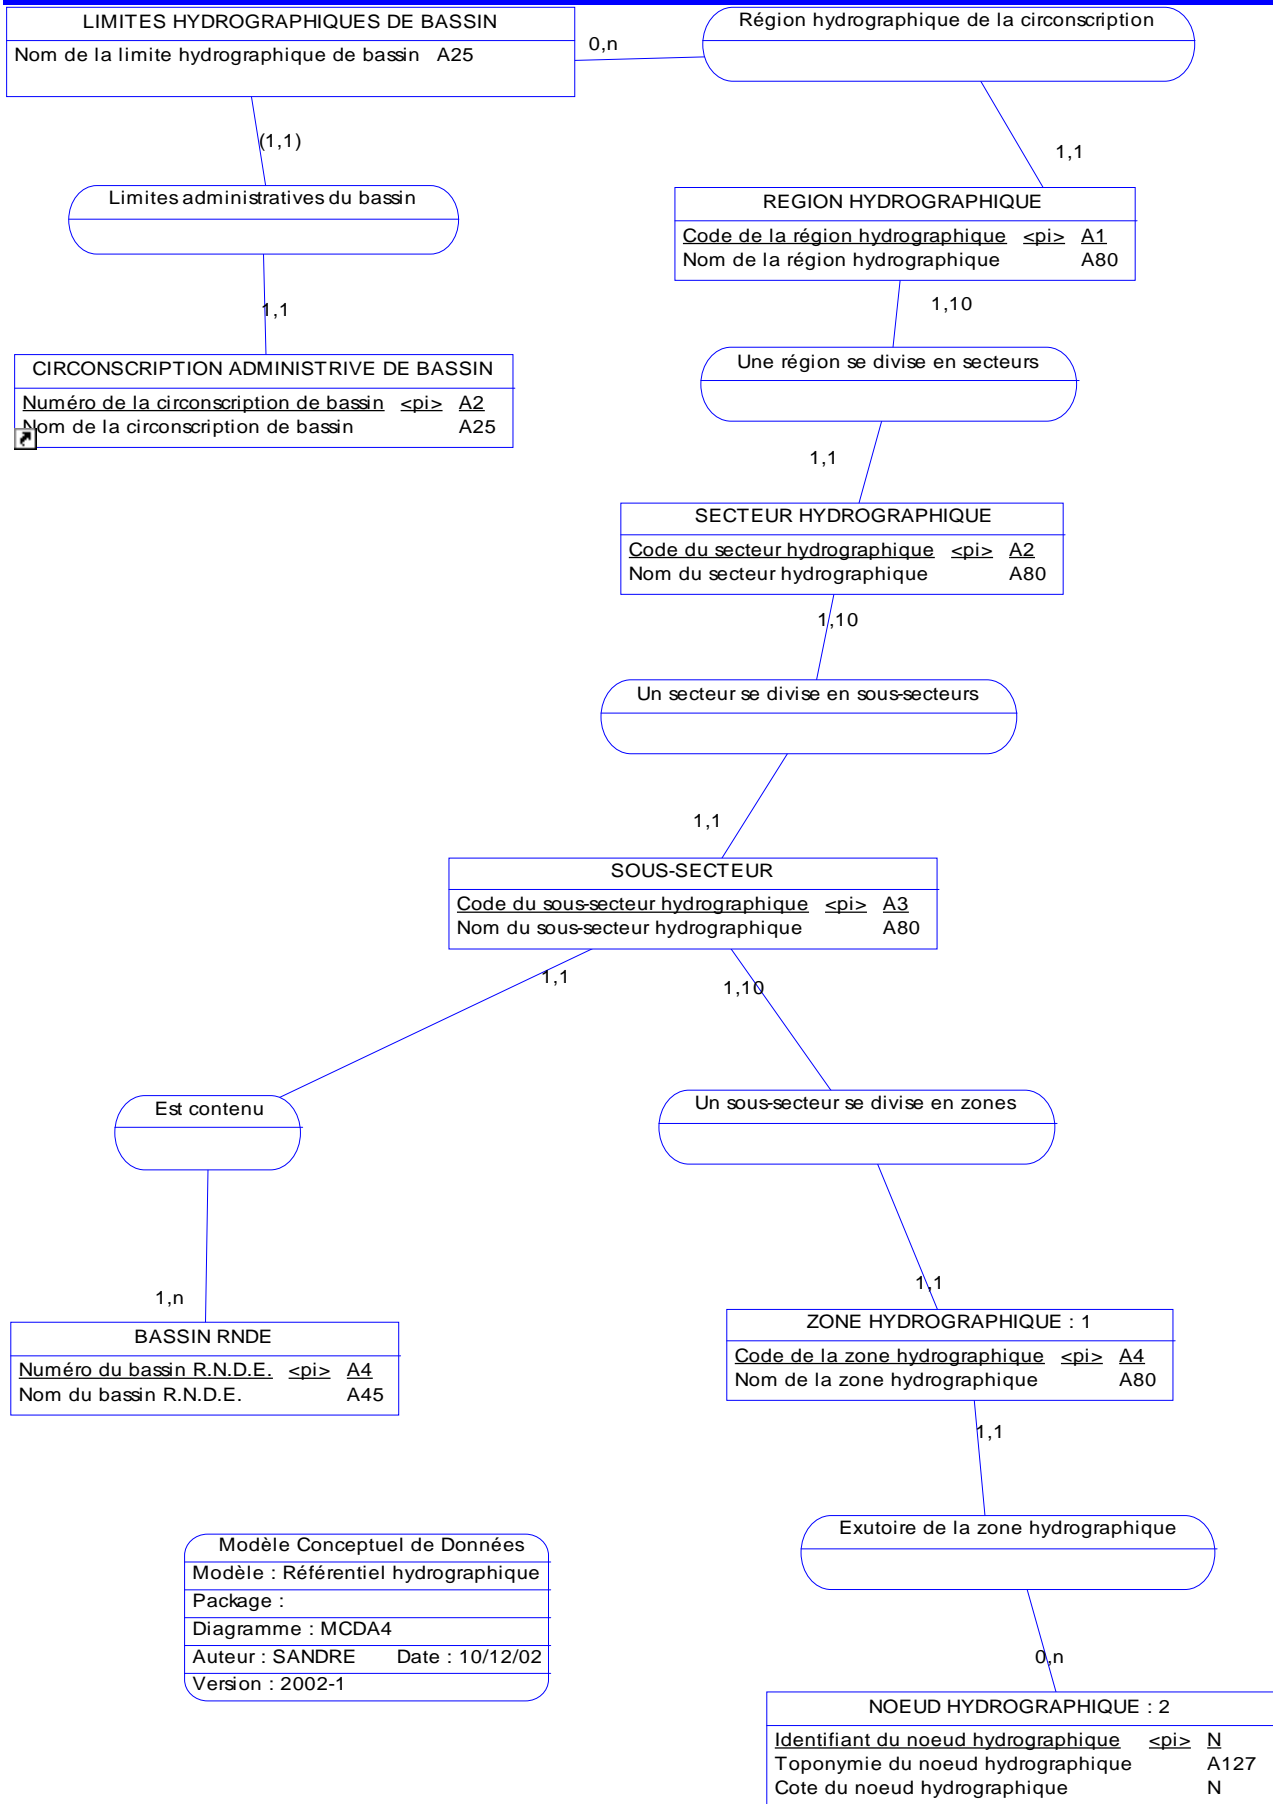 LIMITES HYDROGRAPHIQUES DE BASSIN
Nom de la limite hydrographique de bassin A25
0,n
Région hydrographique de la circonscription
(1,1)
1,1
Limites administratives du bassin
REGION HYDROGRAPHIQUE
Code de la région hydrographique <pi> A1
Nom de la région hydrographique A80
1,1
1,10
CIRCONSCRIPTION ADMINISTRIVE DE BASSIN
Numéro de la circonscription de bassin <pi> A2
Nom de la circonscription de bassin A25
Une région se divise en secteurs
1,1
SECTEUR HYDROGRAPHIQUE
Code du secteur hydrographique <pi> A2
Nom du secteur hydrographique A80
1,10
Un secteur se divise en sous-secteurs
1,1
SOUS-SECTEUR
Code du sous-secteur hydrographique <pi> A3
Nom du sous-secteur hydrographique A80
1,1
1,10
Est contenu
Un sous-secteur se divise en zones
1,n
1,1
BASSIN RNDE
Numéro du bassin R.N.D.E. <pi> A4
Nom du bassin R.N.D.E. A45
ZONE HYDROGRAPHIQUE : 1
Code de la zone hydrographique <pi> A4
Nom de la zone hydrographique A80
1,1
Exutoire de la zone hydrographique
Modèle Conceptuel de Données
Modèle : Référentiel hydrographique
Package :
Diagramme : MCDA4
Auteur : SANDRE Date : 10/12/02
Version : 2002-1
0,n
NOEUD HYDROGRAPHIQUE : 2
Identifiant du noeud hydrographique <pi> N
Toponymie du noeud hydrographique A127
Cote du noeud hydrographique N